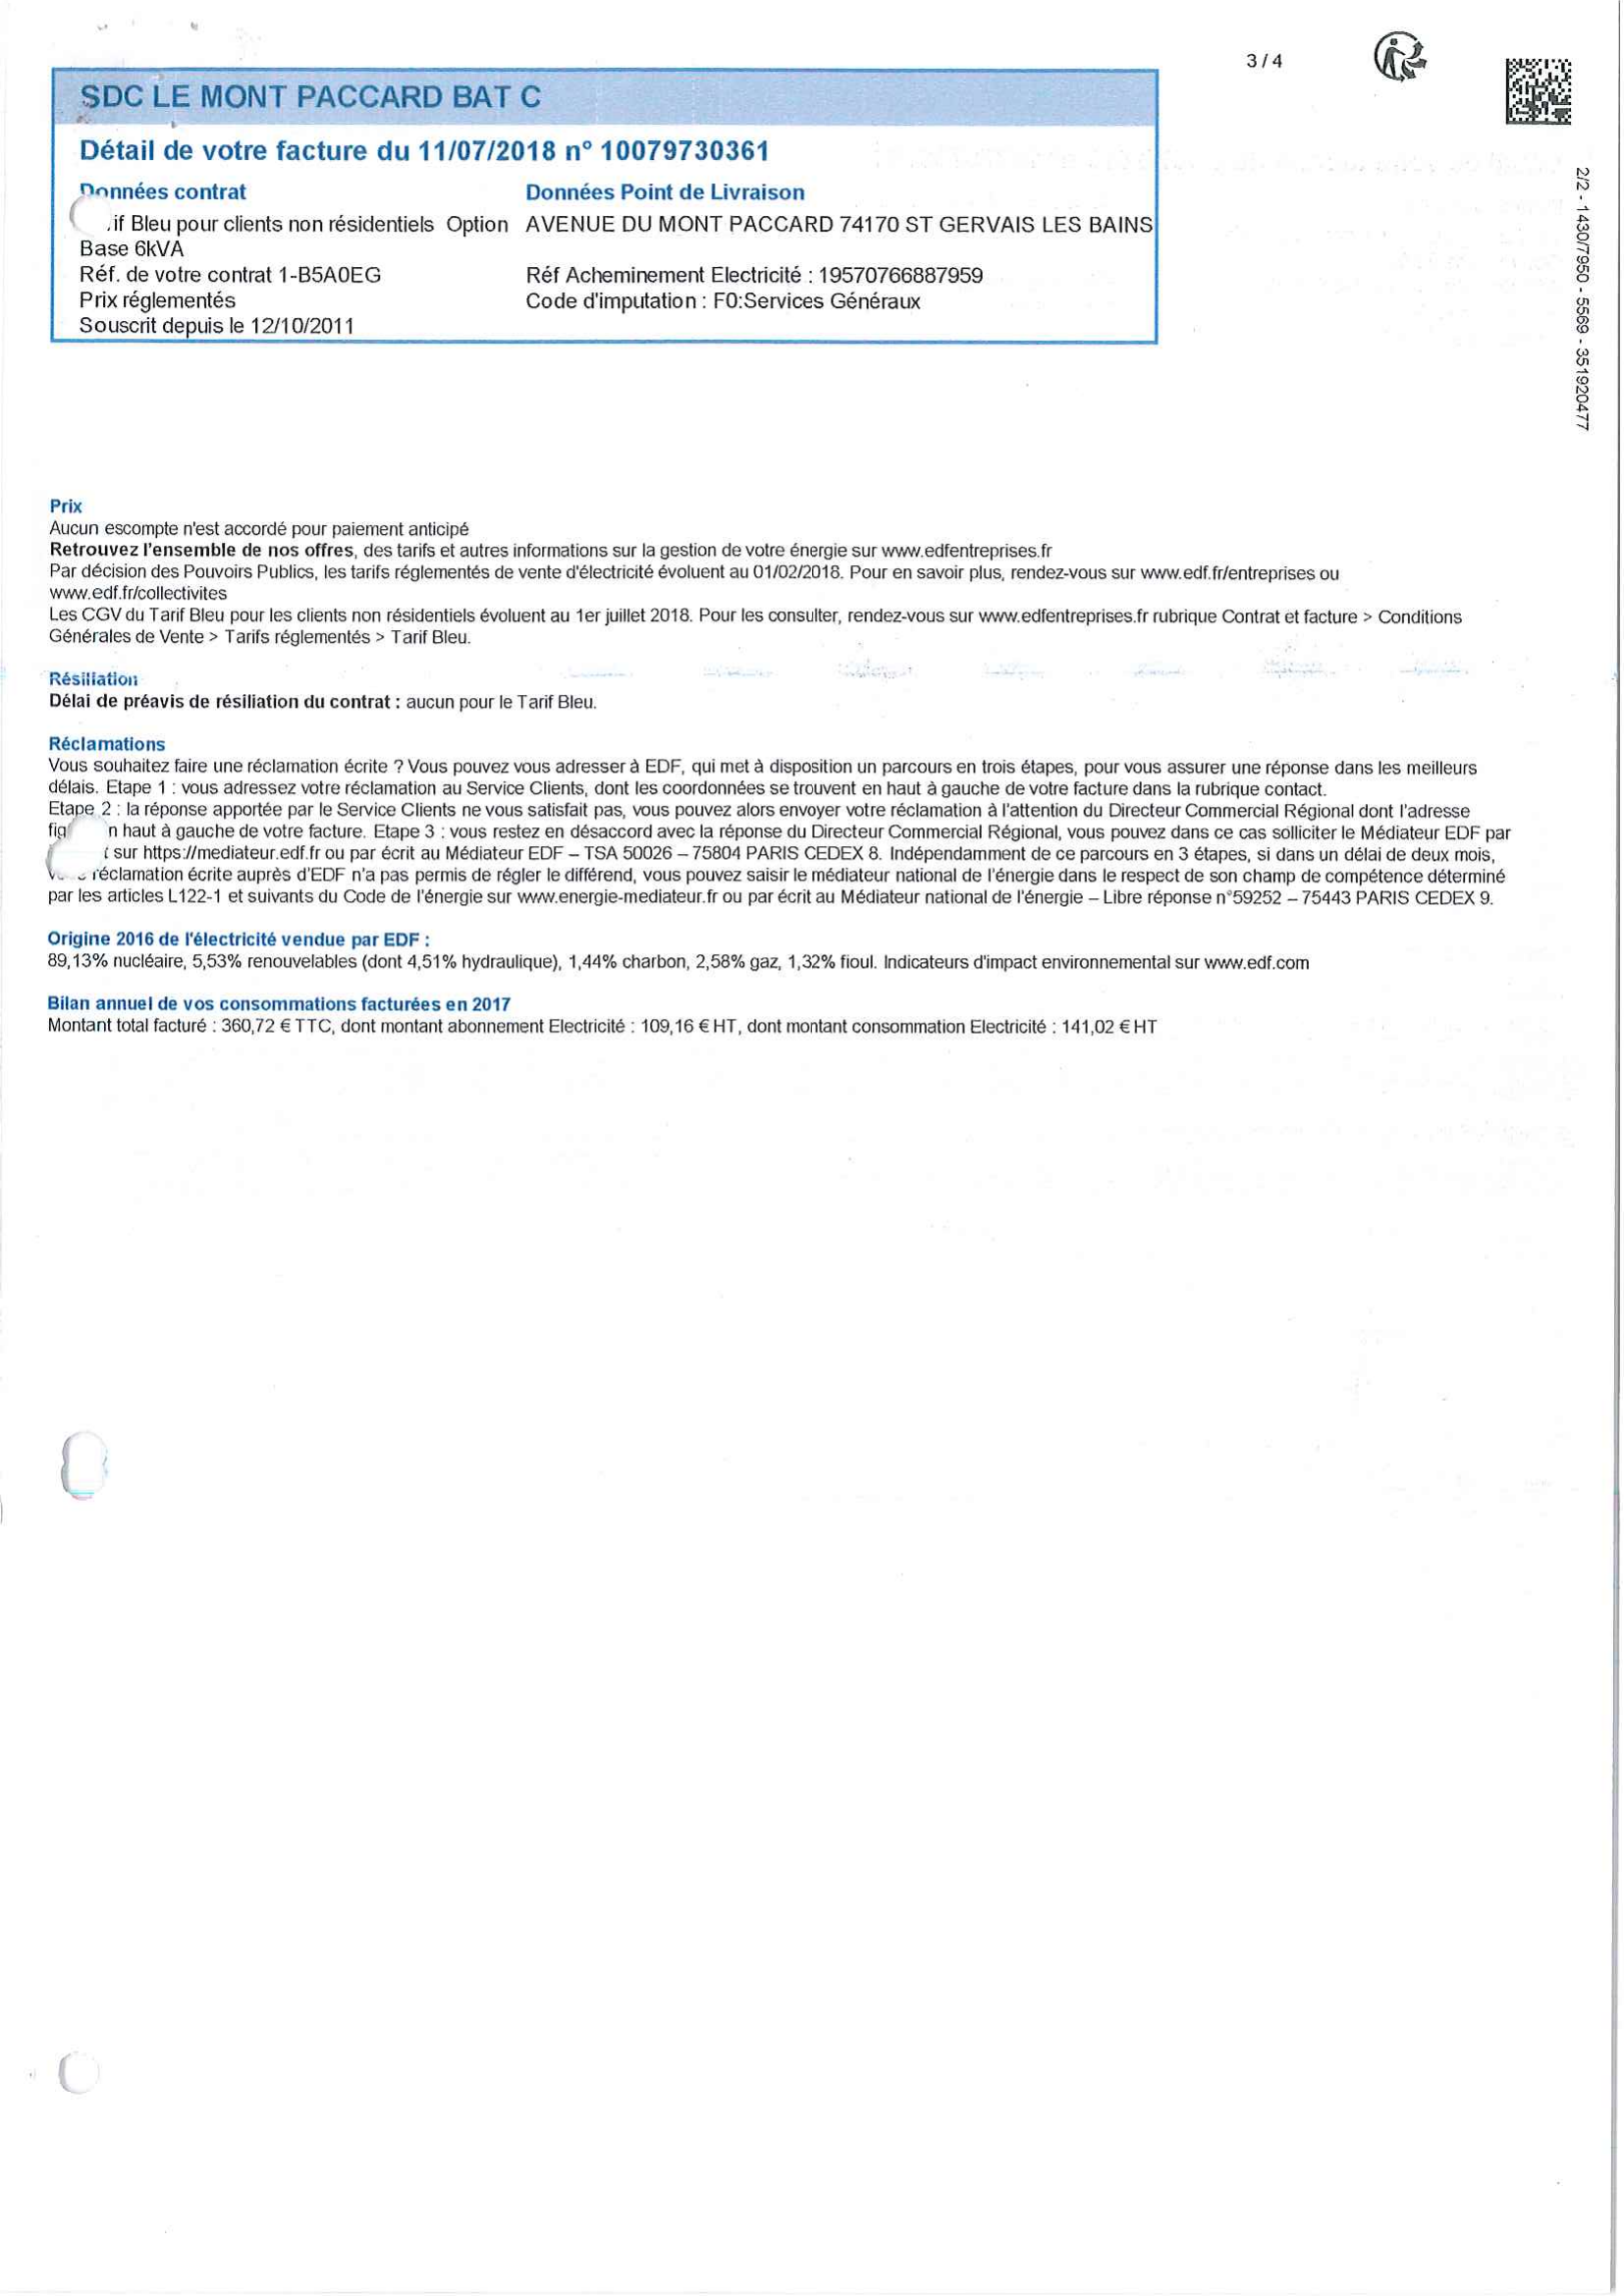 3 / 4
SDC LE MONT PACCARD BAT C
Détail de votre facture du 11/07/2018 n° 10079730361
Données contrat
if Bleu pour clients non résidentiels Option
Base 6kVA
Réf. de votre contrat 1-B5A0EG
Prix réglementés
Souscrit depuis le 12/10/2011
Données Point de Livraison
AVENUE DU MONT PACCARD 74170 ST GERVAIS LES BAINS
Réf Acheminement Electricité : 19570766887959
Code d'imputation : F0:Services Généraux
2/2 - 1430/7950 - 5569 - 351920477
Prix
Aucun escompte n'est accordé pour paiement anticipé
Retrouvez l'ensemble de nos offres, des tarifs et autres informations sur la gestion de votre énergie sur www.edfentreprises.fr
Par décision des Pouvoirs Publics, les tarifs réglementés de vente d'électricité évoluent au 01/02/2018. Pour en savoir plus, rendez-vous sur www.edf.fr/entreprises ou
www.edf.fr/collectivites
Les CGV du Tarif Bleu pour les clients non résidentiels évoluent au 1er juillet 2018. Pour les consulter, rendez-vous sur www.edfentreprises.fr rubrique Contrat et facture > Conditions
Générales de Vente > Tarifs réglementés > Tarif Bleu.
Résiliation
Délai de préavis de résiliation du contrat : aucun pour le Tarif Bleu.
Réclamations
Vous souhaitez faire une réclamation écrite ? Vous pouvez vous adresser à EDF, qui met à disposition un parcours en trois étapes, pour vous assurer une réponse dans les meilleurs
délais. Etape 1 : vous adressez votre réclamation au Service Clients, dont les coordonnées se trouvent en haut à gauche de votre facture dans la rubrique contact.
Etape 2 : la réponse apportée par le Service Clients ne vous satisfait pas, vous pouvez alors envoyer votre réclamation à l'attention du Directeur Commercial Régional dont l'adresse
fig n haut à gauche de votre facture. Etape 3 : vous restez en désaccord avec la réponse du Directeur Commercial Régional, vous pouvez dans ce cas solliciter le Médiateur EDF par
t sur https://mediateur.edf.fr ou par écrit au Médiateur EDF – TSA 50026 – 75804 PARIS CEDEX 8. Indépendamment de ce parcours en 3 étapes, si dans un délai de deux mois,
réclamation écrite auprès d'EDF n'a pas permis de régler le différend, vous pouvez saisir le médiateur national de l'énergie dans le respect de son champ de compétence déterminé
par les articles L122-1 et suivants du Code de l'énergie sur www.energie-mediateur.fr ou par écrit au Médiateur national de l'énergie – Libre réponse n°59252 – 75443 PARIS CEDEX 9.
Origine 2016 de l'électricité vendue par EDF :
89,13% nucléaire, 5,53% renouvelables (dont 4,51% hydraulique), 1,44% charbon, 2,58% gaz, 1,32% fioul. Indicateurs d'impact environnemental sur www.edf.com
Bilan annuel de vos consommations facturées en 2017
Montant total facturé : 360,72 € TTC, dont montant abonnement Electricité : 109,16 € HT, dont montant consommation Electricité : 141,02 € HT